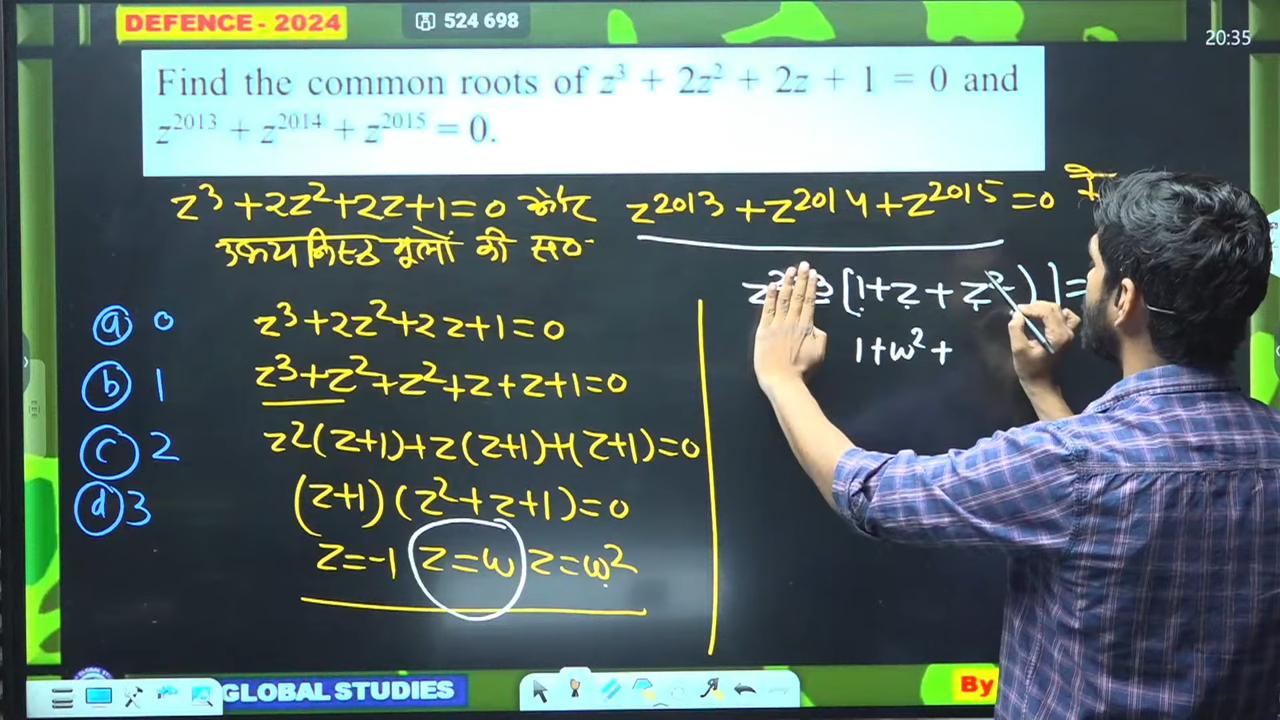 DEFENCE - 2024
524 698
20:35
Find the common roots of z³ + 2z² + 2z + 1 = 0 and
z²⁰¹³ + z²⁰¹⁴ + z²⁰¹⁵ = 0.
z³+2z²+2z+1=0 और z²⁰¹³+z²⁰¹⁴+z²⁰¹⁵=0 के
उभयनिष्ठ मूलों की सं०
(a) 0
(b) 1
(c) 2
(d) 3
z³+2z²+2z+1=0
z³+z²+z²+z+z+1=0
z²(z+1)+z(z+1)+1(z+1)=0
(z+1)(z²+z+1)=0
z=-1 z=ω z=ω²
(1+z+z²)]=
1+ω²+
GLOBAL STUDIES
By